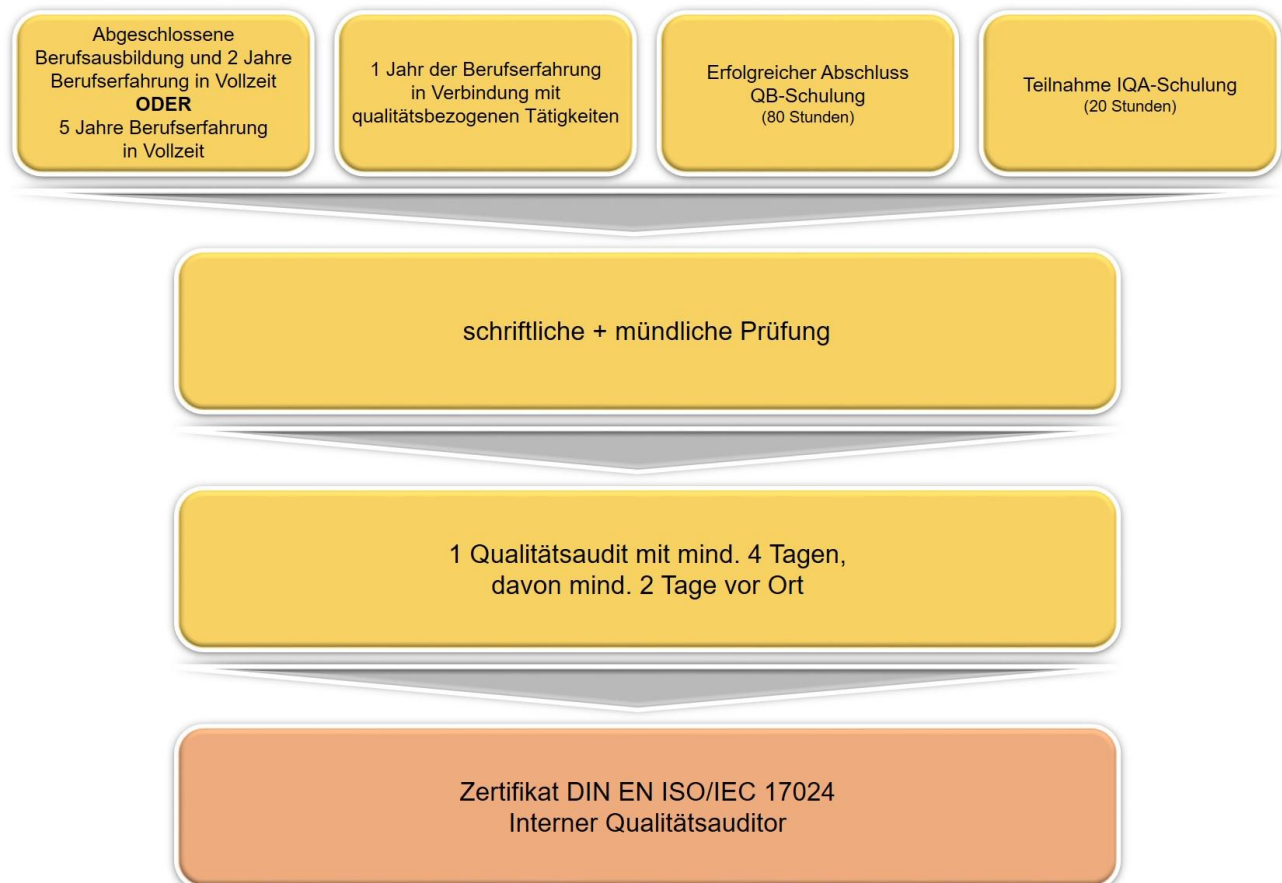 Abgeschlossene
Berufsausbildung und 2 Jahre
Berufserfahrung in Vollzeit
ODER
5 Jahre Berufserfahrung
in Vollzeit
1 Jahr der Berufserfahrung
in Verbindung mit
qualitätsbezogenen Tätigkeiten
Erfolgreicher Abschluss
QB-Schulung
(80 Stunden)
Teilnahme IQA-Schulung
(20 Stunden)
schriftliche + mündliche Prüfung
1 Qualitätsaudit mit mind. 4 Tagen,
davon mind. 2 Tage vor Ort
Zertifikat DIN EN ISO/IEC 17024
Interner Qualitätsauditor